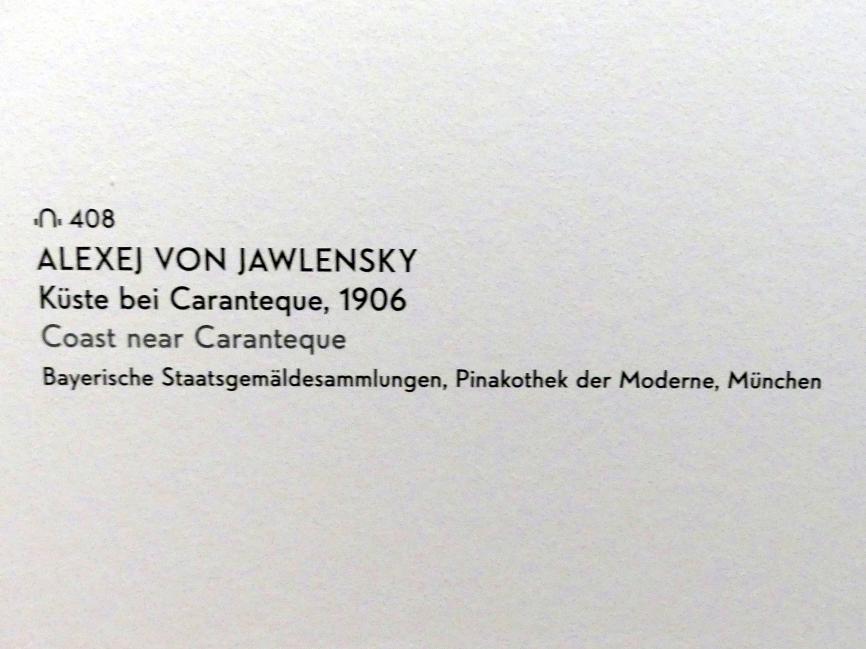 408
ALEXEJ VON JAWLENSKY
Küste bei Caranteque, 1906
Coast near Caranteque
Bayerische Staatsgemäldesammlungen, Pinakothek der Moderne, München